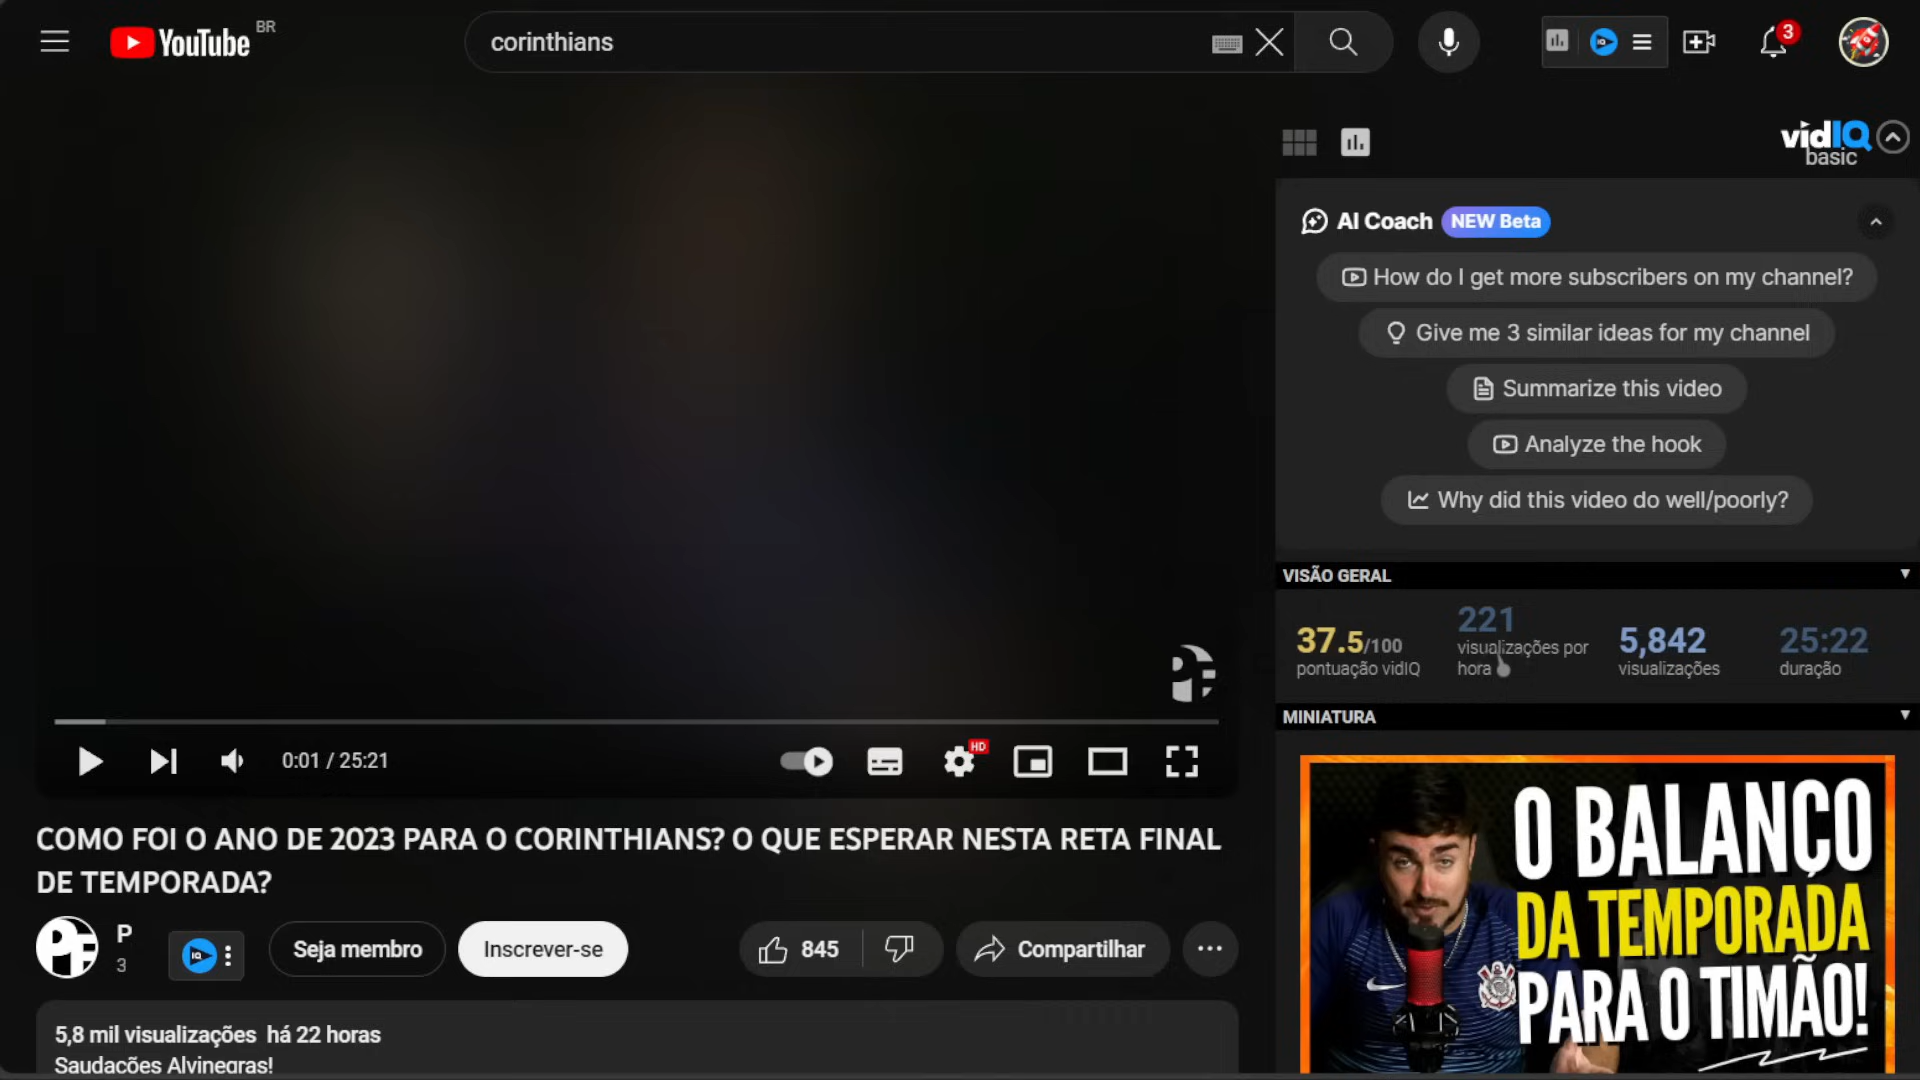 YouTube BR
corinthians
3
vidIQ
basic
AI Coach NEW Beta
How do I get more subscribers on my channel?
Give me 3 similar ideas for my channel
Summarize this video
Analyze the hook
Why did this video do well/poorly?
VISÃO GERAL
37.5/100
pontuação vidIQ
221
visualizações por
hora
5,842
visualizações
25:22
duração
MINIATURA
O BALANÇO
DA TEMPORADA
PARA O TIMÃO!
PF
0:01 / 25:21
HD
COMO FOI O ANO DE 2023 PARA O CORINTHIANS? O QUE ESPERAR NESTA RETA FINAL
DE TEMPORADA?
PF
P
3
IQ
Seja membro
Inscrever-se
845
Compartilhar
5,8 mil visualizações há 22 horas
Saudações Alvinegras!